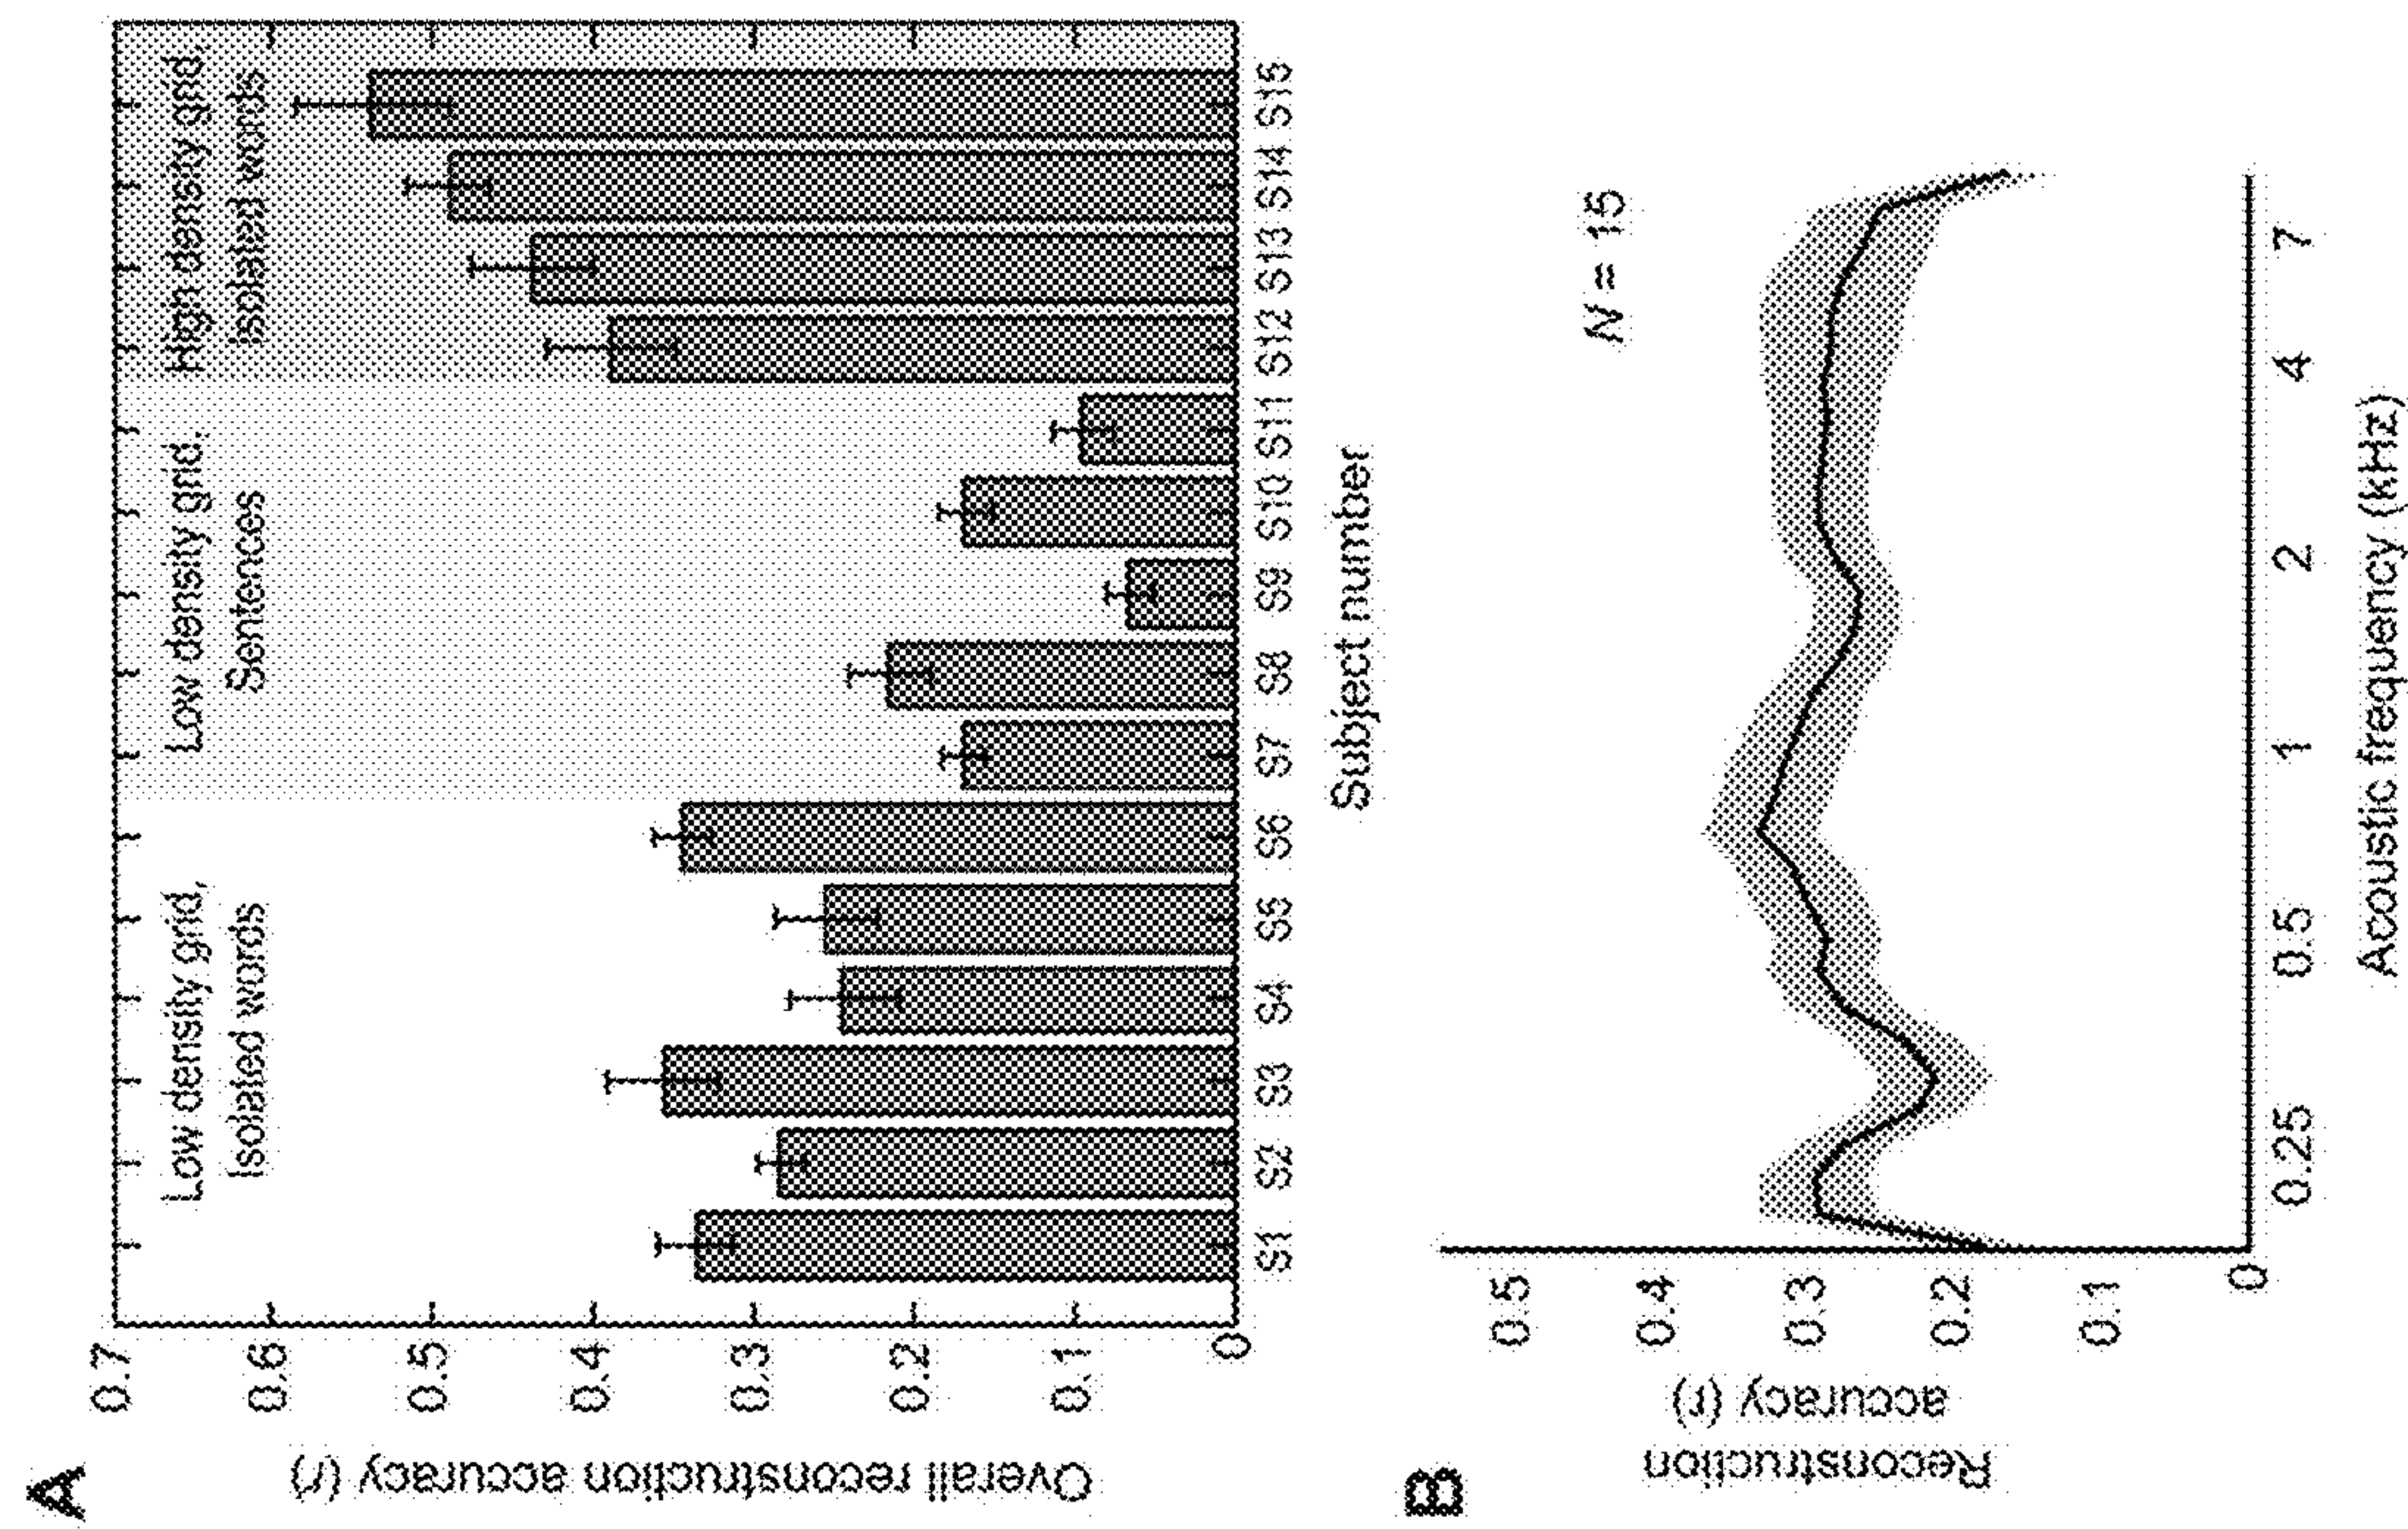 A
Overall reconstruction accuracy (r)
0.7
0.6
0.5
0.4
0.3
0.2
0.1
0
Low density grid,
Isolated words
Low density grid,
Sentences
High density grid,
Isolated words
S1 S2 S3 S4 S5 S6 S7 S8 S9 S10 S11 S12 S13 S14 S15
Subject number
B
Reconstruction
accuracy (r)
0.5
0.4
0.3
0.2
0.1
0
N = 15
0.25 0.5 1 2 4 7
Acoustic frequency (kHz)